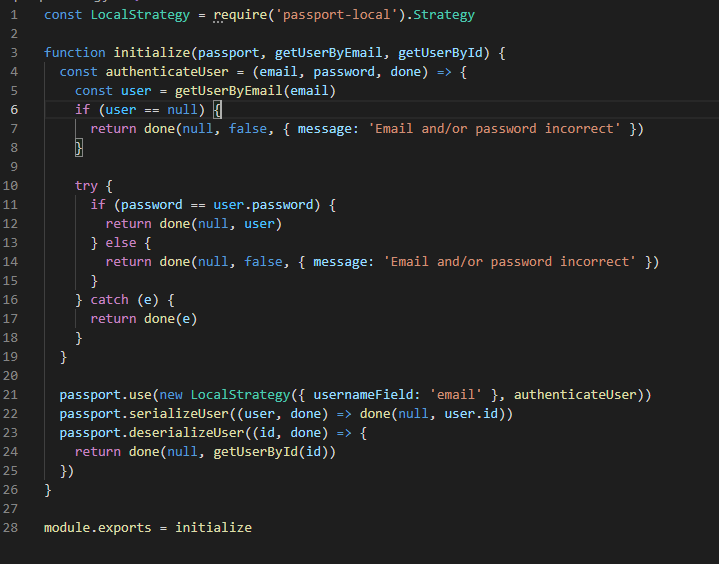 1 const LocalStrategy = require('passport-local').Strategy
2
3 function initialize(passport, getUserByEmail, getUserById) {
4   const authenticateUser = (email, password, done) => {
5     const user = getUserByEmail(email)
6     if (user == null) {
7       return done(null, false, { message: 'Email and/or password incorrect' })
8     }
9
10     try {
11       if (password == user.password) {
12         return done(null, user)
13       } else {
14         return done(null, false, { message: 'Email and/or password incorrect' })
15       }
16     } catch (e) {
17       return done(e)
18     }
19   }
20
21   passport.use(new LocalStrategy({ usernameField: 'email' }, authenticateUser))
22   passport.serializeUser((user, done) => done(null, user.id))
23   passport.deserializeUser((id, done) => {
24     return done(null, getUserById(id))
25   })
26 }
27
28 module.exports = initialize